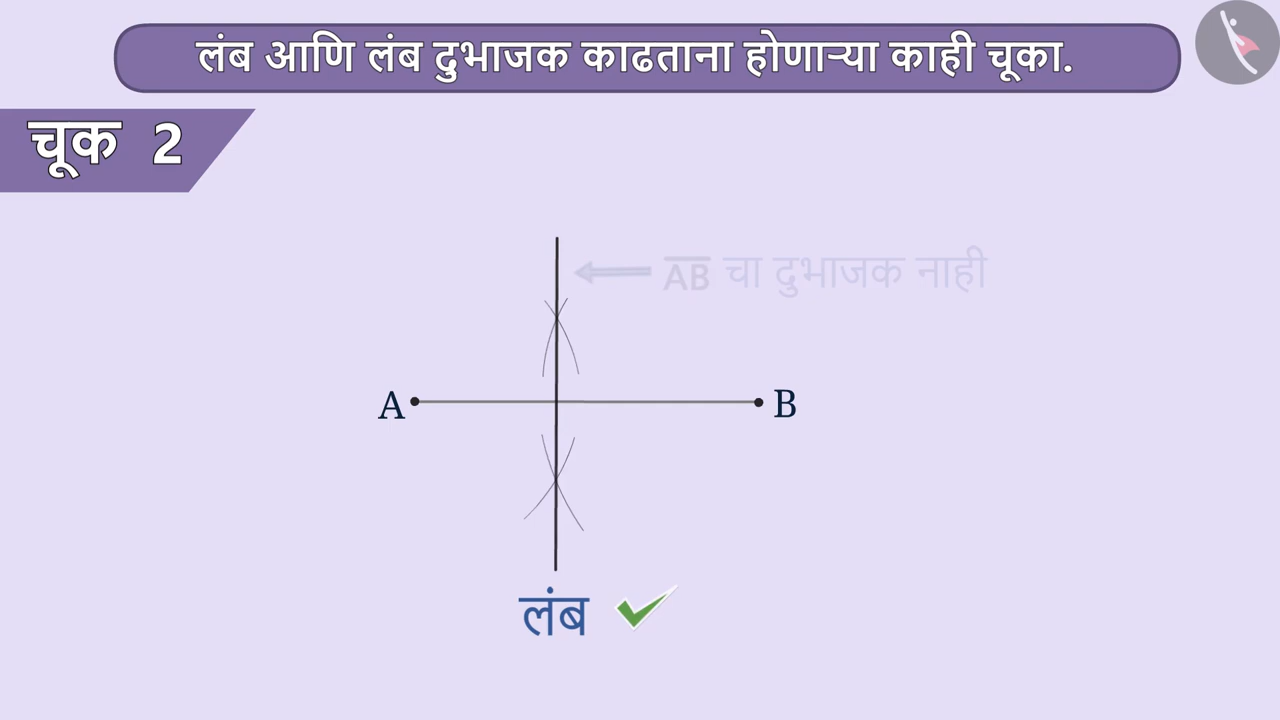 लंब आणि लंब दुभाजक काढताना होणाऱ्या काही चूका.
चूक 2
AB चा दुभाजक नाही
A
B
लंब